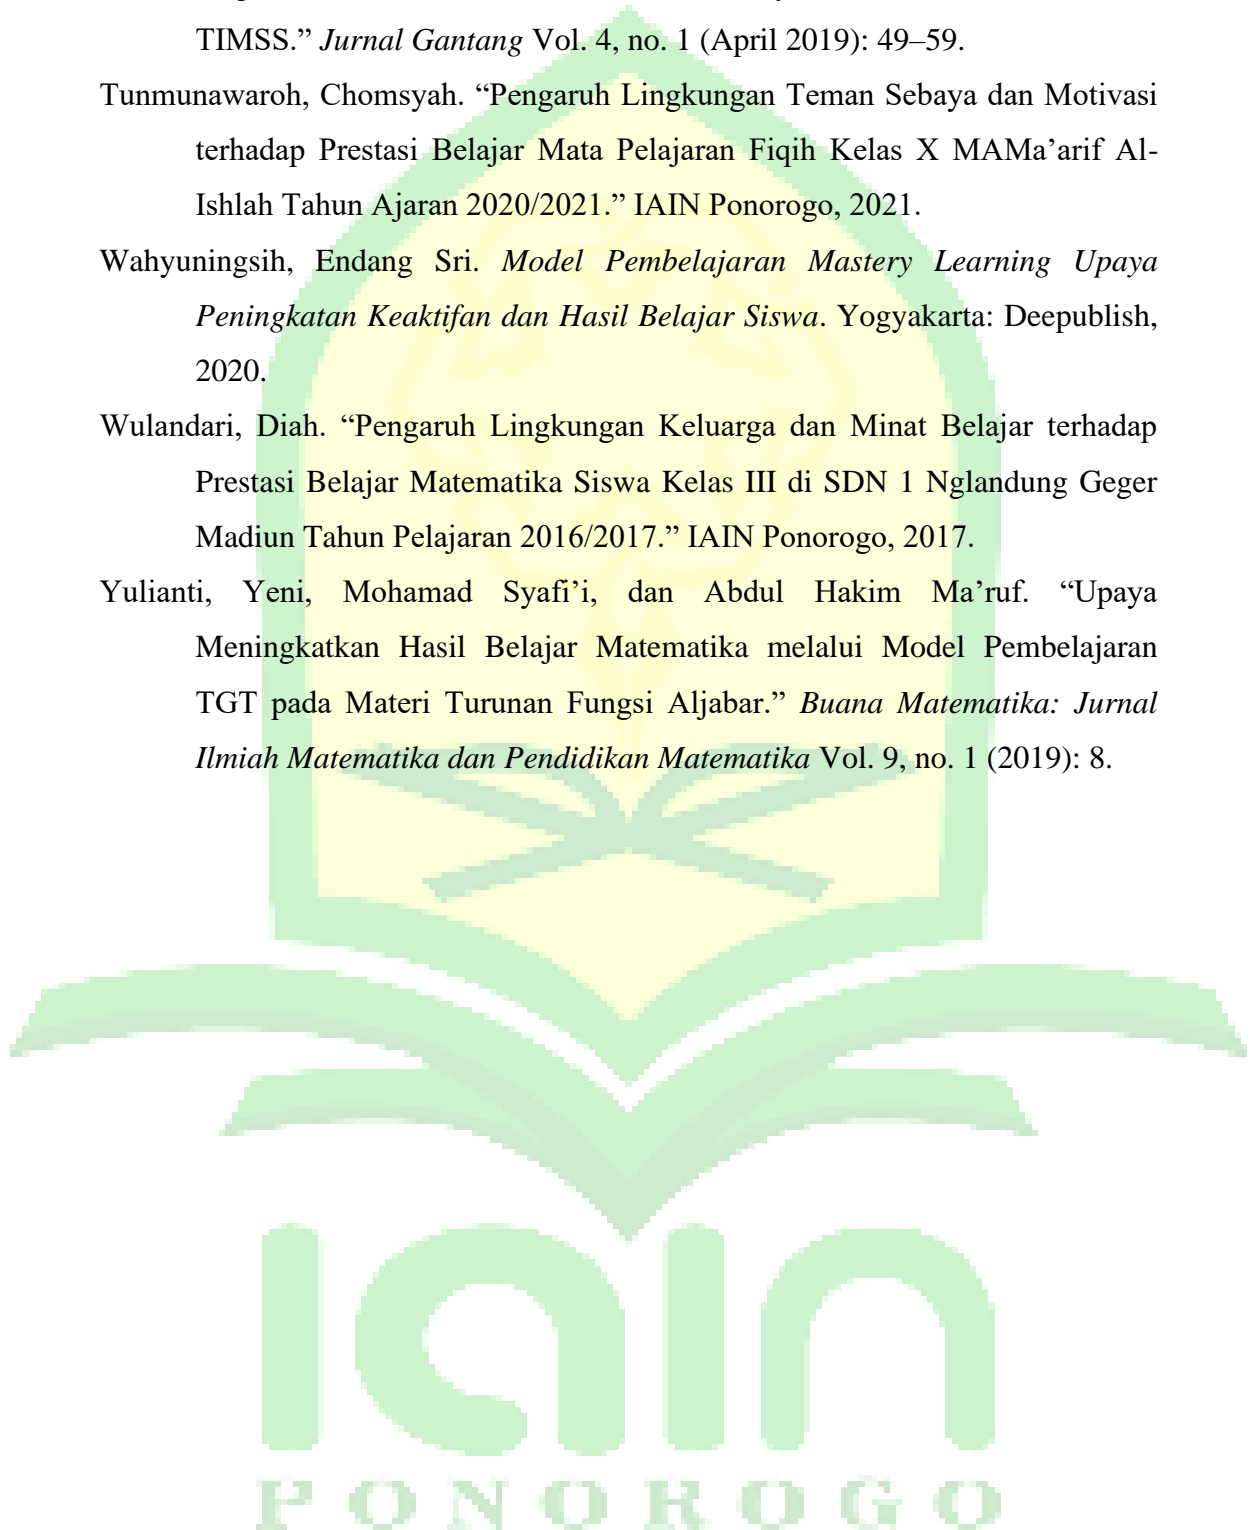 TIMSS.” Jurnal Gantang Vol. 4, no. 1 (April 2019): 49–59.
Tunmunawaroh, Chomsyah. “Pengaruh Lingkungan Teman Sebaya dan Motivasi
terhadap Prestasi Belajar Mata Pelajaran Fiqih Kelas X MAMa’arif Al-
Ishlah Tahun Ajaran 2020/2021.” IAIN Ponorogo, 2021.
Wahyuningsih, Endang Sri. Model Pembelajaran Mastery Learning Upaya
Peningkatan Keaktifan dan Hasil Belajar Siswa. Yogyakarta: Deepublish,
2020.
Wulandari, Diah. “Pengaruh Lingkungan Keluarga dan Minat Belajar terhadap
Prestasi Belajar Matematika Siswa Kelas III di SDN 1 Nglandung Geger
Madiun Tahun Pelajaran 2016/2017.” IAIN Ponorogo, 2017.
Yulianti, Yeni, Mohamad Syafi’i, dan Abdul Hakim Ma’ruf. “Upaya
Meningkatkan Hasil Belajar Matematika melalui Model Pembelajaran
TGT pada Materi Turunan Fungsi Aljabar.” Buana Matematika: Jurnal
Ilmiah Matematika dan Pendidikan Matematika Vol. 9, no. 1 (2019): 8.
iain
PONOROGO